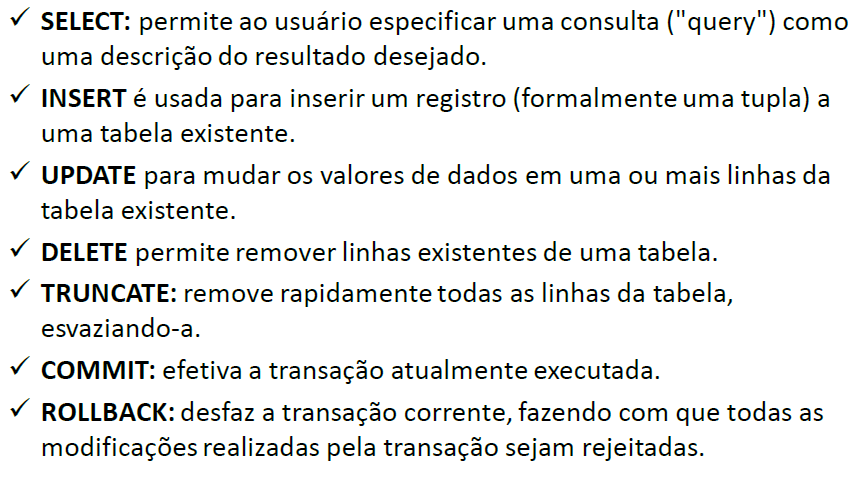 ✓ SELECT: permite ao usuário especificar uma consulta ("query") como
uma descrição do resultado desejado.
✓ INSERT é usada para inserir um registro (formalmente uma tupla) a
uma tabela existente.
✓ UPDATE para mudar os valores de dados em uma ou mais linhas da
tabela existente.
✓ DELETE permite remover linhas existentes de uma tabela.
✓ TRUNCATE: remove rapidamente todas as linhas da tabela,
esvaziando-a.
✓ COMMIT: efetiva a transação atualmente executada.
✓ ROLLBACK: desfaz a transação corrente, fazendo com que todas as
modificações realizadas pela transação sejam rejeitadas.